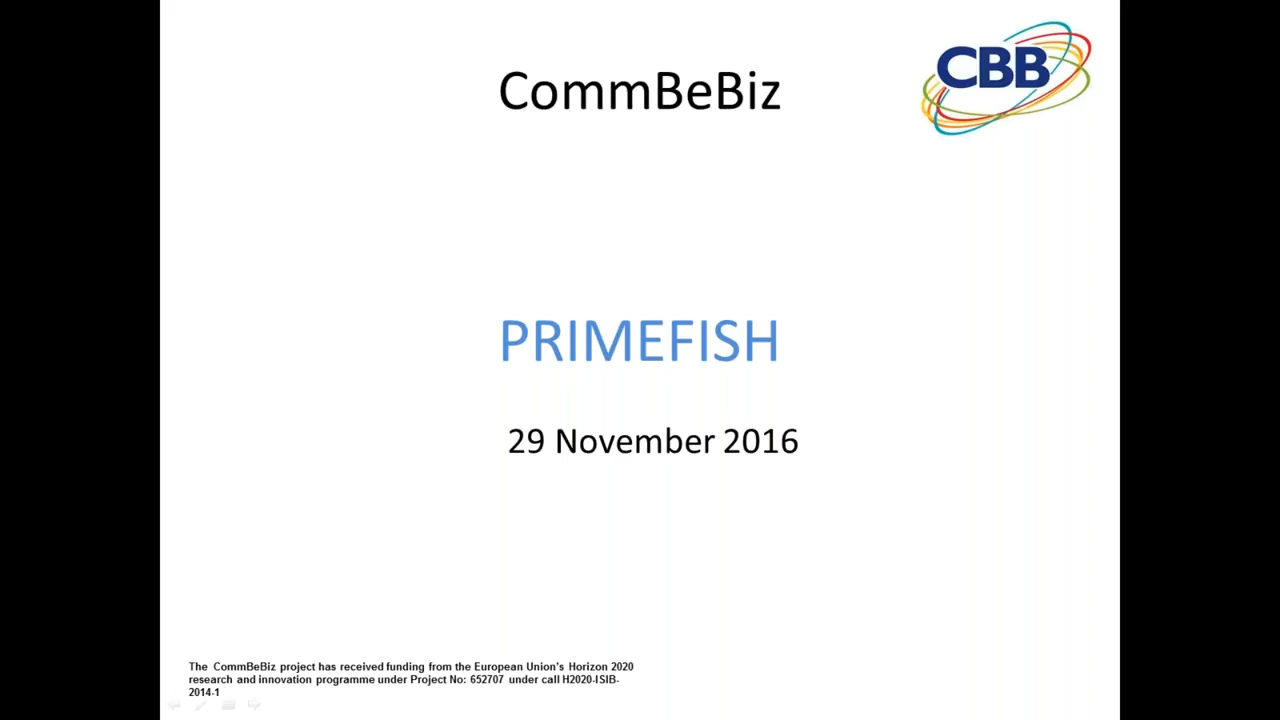 CommBeBiz
CBB
PRIMEFISH
29 November 2016
The CommBeBiz project has received funding from the European Union's Horizon 2020
research and innovation programme under Project No: 652707 under call H2020-ISIB-
2014-1